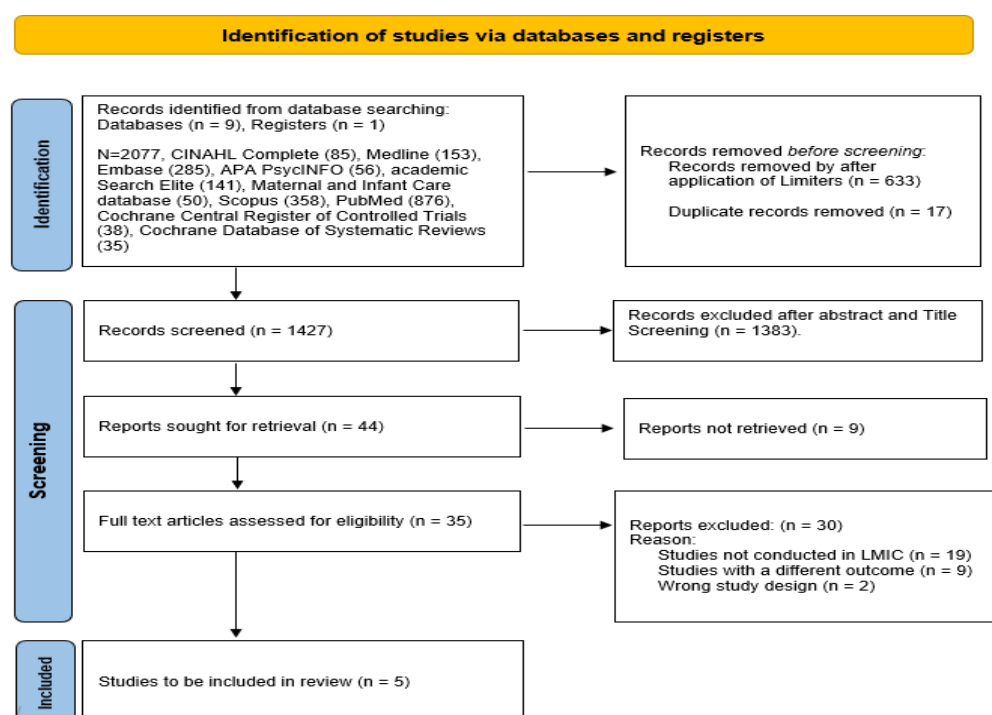 Identification of studies via databases and registers
Identification
Records identified from database searching:
Databases (n = 9), Registers (n = 1)
N=2077, CINAHL Complete (85), Medline (153),
Embase (285), APA PsycINFO (56), academic
Search Elite (141), Maternal and Infant Care
database (50), Scopus (358), PubMed (876),
Cochrane Central Register of Controlled Trials
(38), Cochrane Database of Systematic Reviews
(35)
Records removed before screening:
Records removed by after
application of Limiters (n = 633)
Duplicate records removed (n = 17)
Screening
Records screened (n = 1427)
Records excluded after abstract and Title
Screening (n = 1383).
Reports sought for retrieval (n = 44)
Reports not retrieved (n = 9)
Full text articles assessed for eligibility (n = 35)
Reports excluded: (n = 30)
Reason:
Studies not conducted in LMIC (n = 19)
Studies with a different outcome (n = 9)
Wrong study design (n = 2)
Included
Studies to be included in review (n = 5)